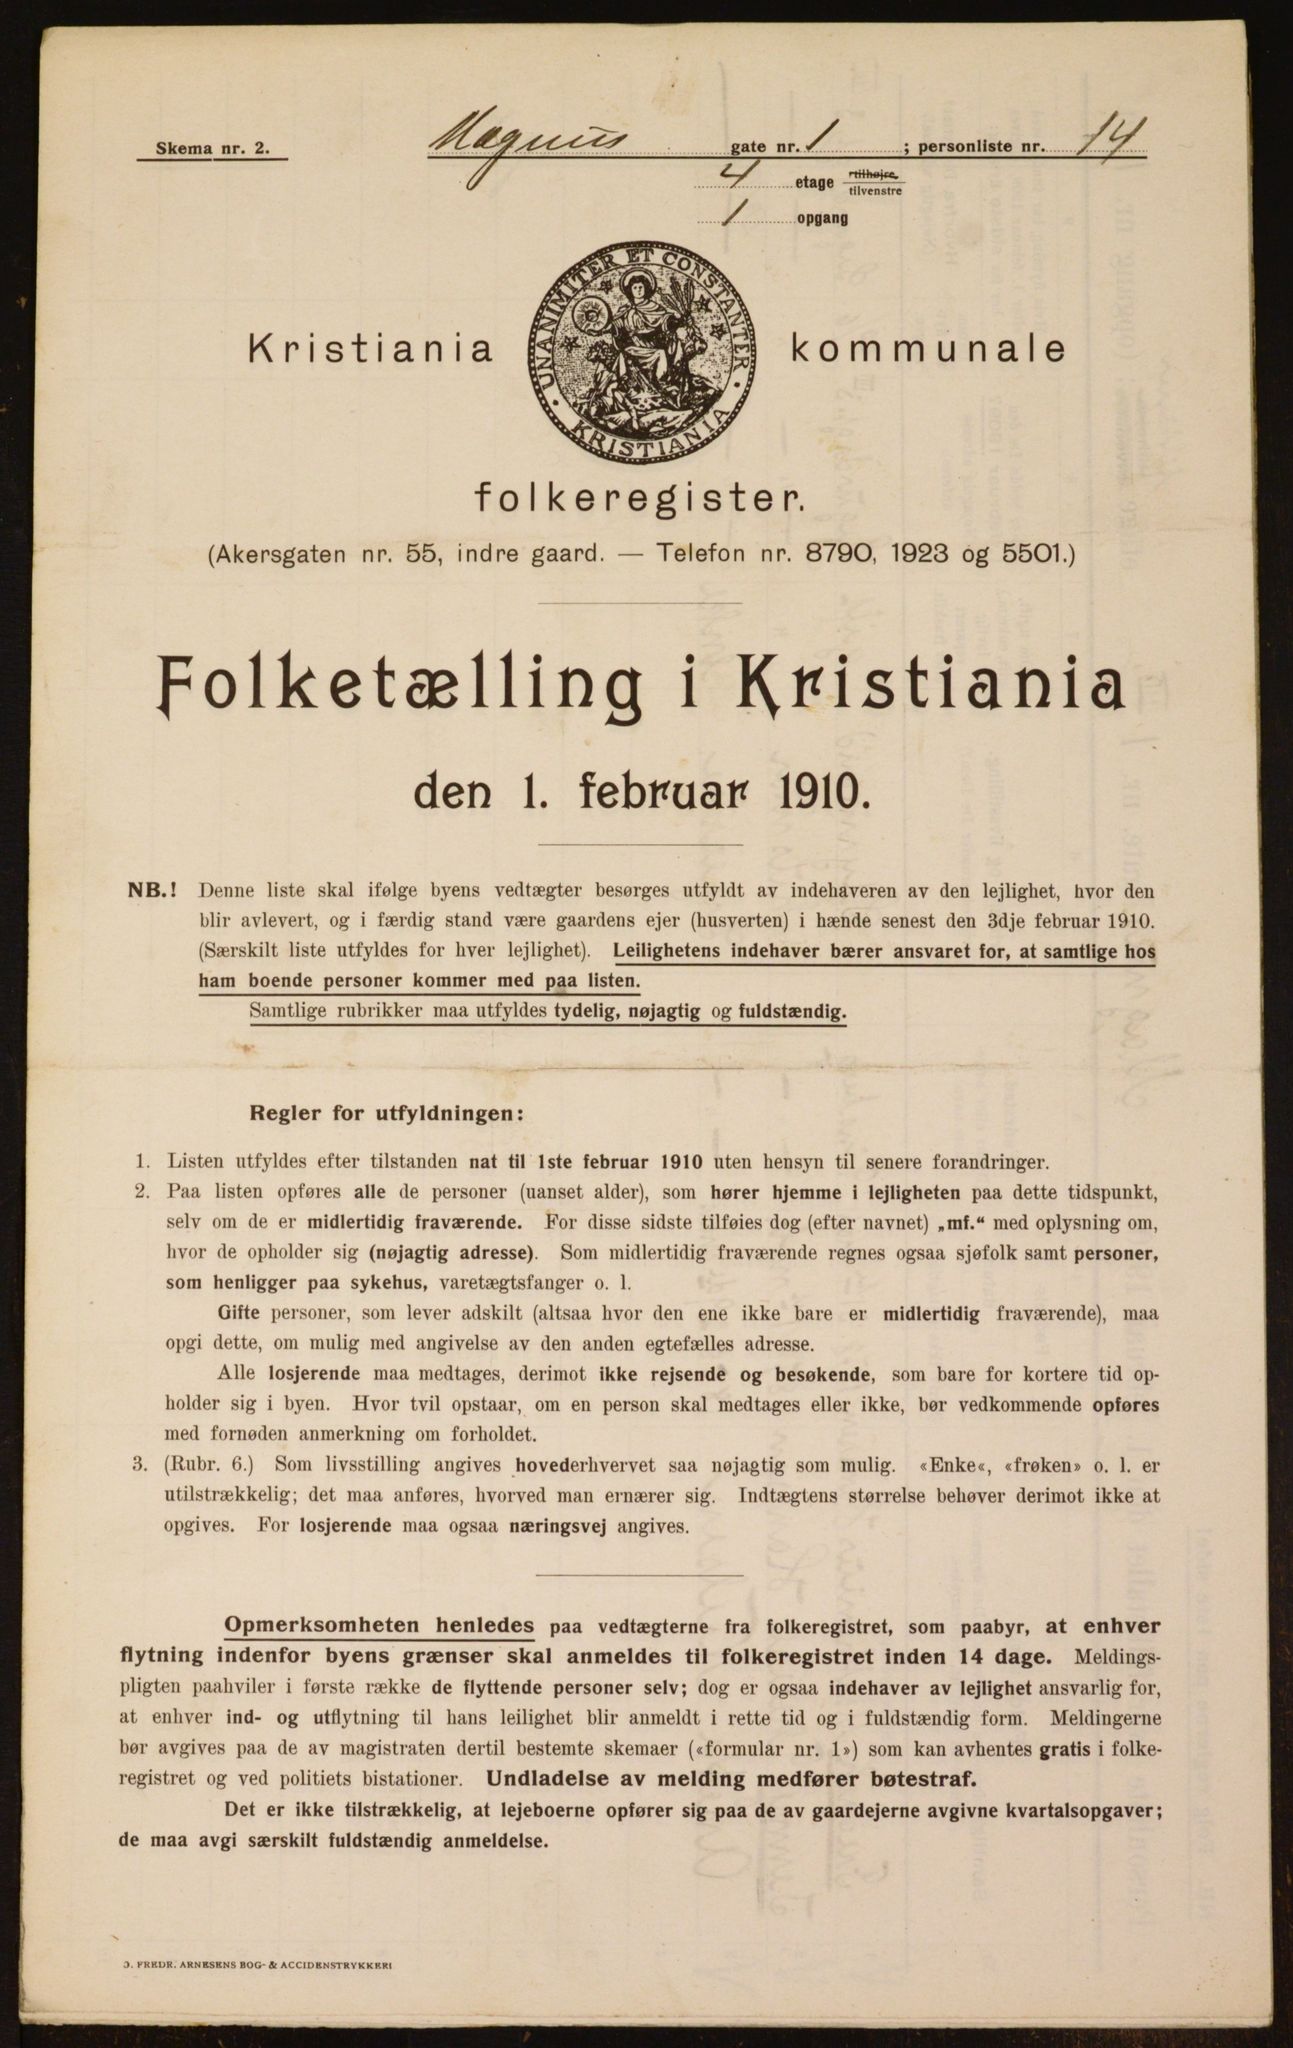 Skema nr. 2. Magnus gate nr. 1 ; personliste nr. 14
4 etage tilhøjre
tilvenstre
1 opgang
UNANIMITER ET CONSTANTER
KRISTIANIA
Kristiania kommunale
folkeregister.
(Akersgaten nr. 55, indre gaard. — Telefon nr. 8790, 1923 og 5501.)
Folketælling i Kristiania
den 1. februar 1910.
NB.! Denne liste skal ifølge byens vedtægter besørges utfyldt av indehaveren av den lejlighet, hvor den
blir avlevert, og i færdig stand være gaardens ejer (husverten) i hænde senest den 3dje februar 1910.
(Særskilt liste utfyldes for hver lejlighet). Leilighetens indehaver bærer ansvaret for, at samtlige hos
ham boende personer kommer med paa listen.
Samtlige rubrikker maa utfyldes tydelig, nøjagtig og fuldstændig.
Regler for utfyldningen:
1. Listen utfyldes efter tilstanden nat til 1ste februar 1910 uten hensyn til senere forandringer.
2. Paa listen opføres alle de personer (uanset alder), som hører hjemme i lejligheten paa dette tidspunkt,
selv om de er midlertidig fraværende. For disse sidste tilføies dog (efter navnet) „mf.“ med oplysning om,
hvor de opholder sig (nøjagtig adresse). Som midlertidig fraværende regnes ogsaa sjøfolk samt personer,
som henligger paa sykehus, varetægtsfanger o. l.
Gifte personer, som lever adskilt (altsaa hvor den ene ikke bare er midlertidig fraværende), maa
opgi dette, om mulig med angivelse av den anden egtefælles adresse.
Alle losjerende maa medtages, derimot ikke rejsende og besøkende, som bare for kortere tid op-
holder sig i byen. Hvor tvil opstaar, om en person skal medtages eller ikke, bør vedkommende opføres
med fornøden anmerkning om forholdet.
3. (Rubr. 6.) Som livsstilling angives hovederhvervet saa nøjagtig som mulig. «Enke«, «frøken» o. l. er
utilstrækkelig; det maa anføres, hvorved man ernærer sig. Indtægtens størrelse behøver derimot ikke at
opgives. For losjerende maa ogsaa næringsvej angives.
Opmerksomheten henledes paa vedtægterne fra folkeregistret, som paabyr, at enhver
flytning indenfor byens grænser skal anmeldes til folkeregistret inden 14 dage. Meldings-
pligten paahviler i første række de flyttende personer selv; dog er ogsaa indehaver av lejlighet ansvarlig for,
at enhver ind- og utflytning til hans leilighet blir anmeldt i rette tid og i fuldstændig form. Meldingerne
bør avgives paa de av magistraten dertil bestemte skemaer («formular nr. 1») som kan avhentes gratis i folke-
registret og ved politiets bistationer. Undladelse av melding medfører bøtestraf.
Det er ikke tilstrækkelig, at lejeboerne opfører sig paa de av gaardejerne avgivne kvartalsopgaver;
de maa avgi særskilt fuldstændig anmeldelse.
O. FREDR. ARNESENS BOG- & ACCIDENSTRYKKERI